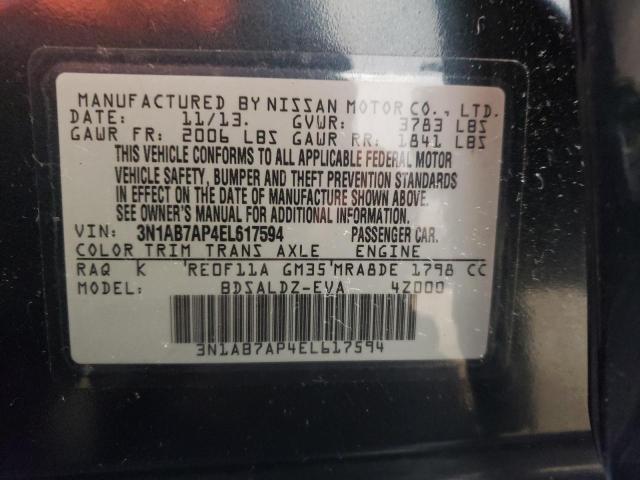 MANUFACTURED BY NISSAN MOTOR CO., LTD.
DATE: 11/13. GVWR: 3783 LBS
GAWR FR: 2006 LBS GAWR RR: 1841 LBS
THIS VEHICLE CONFORMS TO ALL APPLICABLE FEDERAL MOTOR
VEHICLE SAFETY, BUMPER AND THEFT PREVENTION STANDARDS
IN EFFECT ON THE DATE OF MANUFACTURE SHOWN ABOVE.
SEE OWNER'S MANUAL FOR ADDITIONAL INFORMATION.
VIN: 3N1AB7AP4EL617594 PASSENGER CAR.
COLOR TRIM TRANS AXLE ENGINE
RAQ K 'RE0F11A GM35'MRA8DE 1798 CC
MODEL: BDSALDZ-EVA 4Z000
3N1AB7AP4EL617594